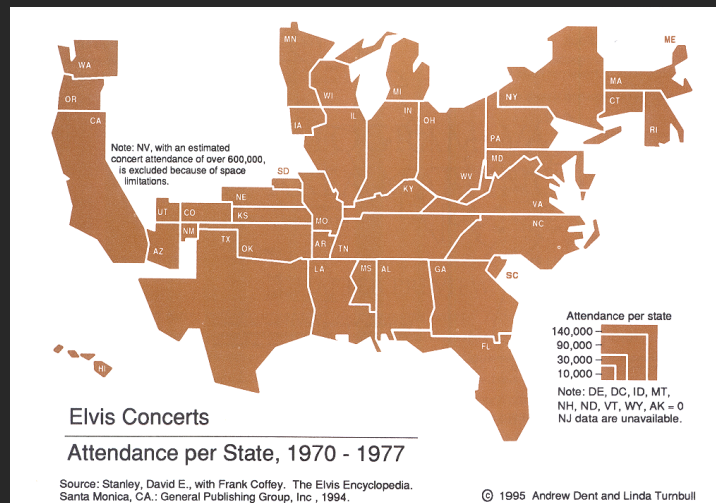 MN
ME
WA
WI
MI
MA
OR
NY
CT
CA
IL
IN
OH
IA
RI
PA
Note: NV, with an estimated
concert attendance of over 600,000,
is excluded because of space
limitations.
MD
SD
WV
KY
NE
VA
UT
CO
KS
MO
NC
NM
TX
OK
AR
TN
AZ
LA
MS
AL
GA
SC
Attendance per state
140,000
90,000
30,000
10,000
FL
HI
Note: DE, DC, ID, MT,
NH, ND, VT, WY, AK = 0
NJ data are unavailable.
Elvis Concerts
Attendance per State, 1970 - 1977
Source: Stanley, David E., with Frank Coffey. The Elvis Encyclopedia.
Santa Monica, CA.: General Publishing Group, Inc , 1994.
© 1995 Andrew Dent and Linda Turnbull